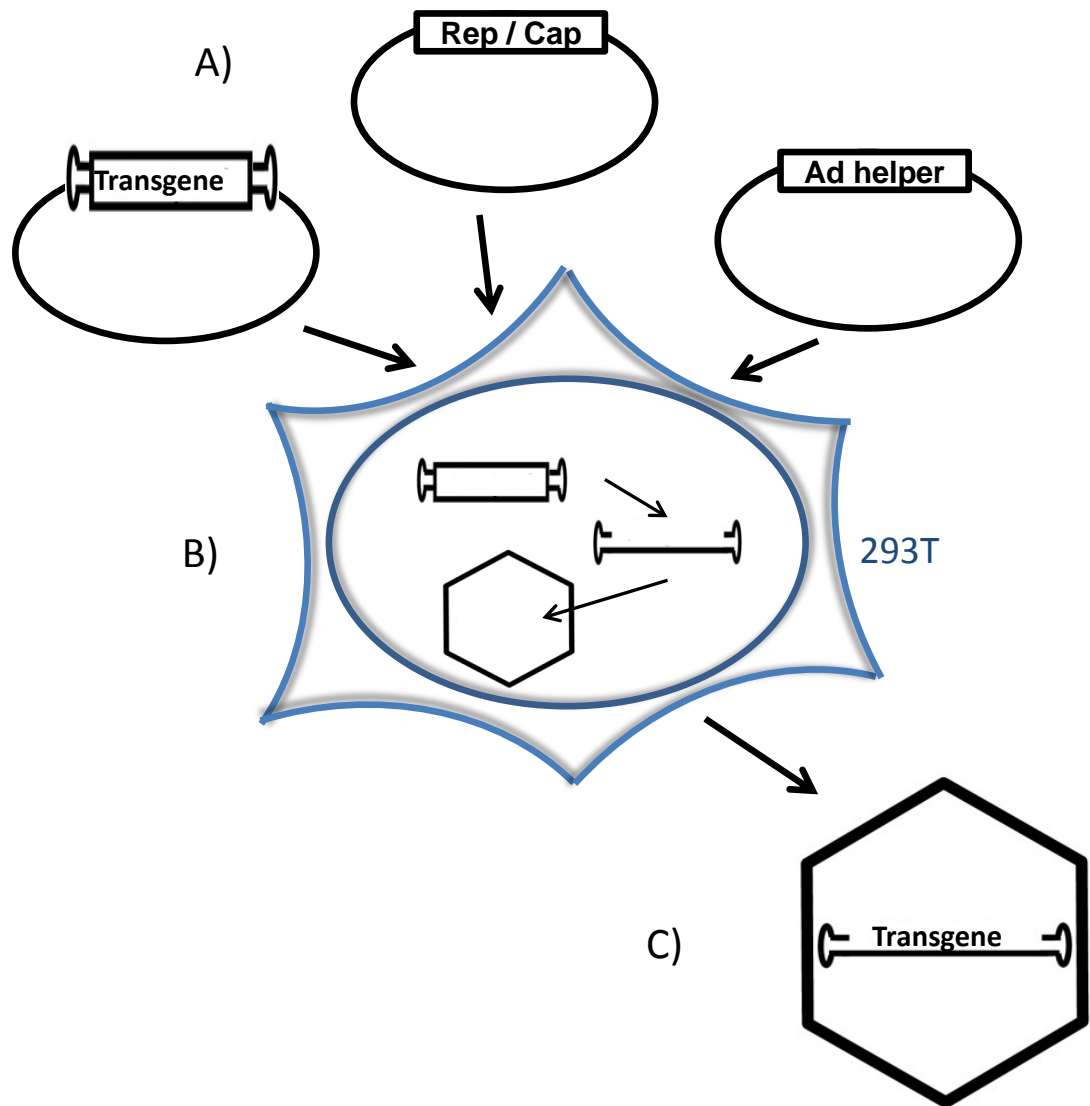 Rep / Cap
A)
Transgene
Ad helper
B)
293T
C)
Transgene